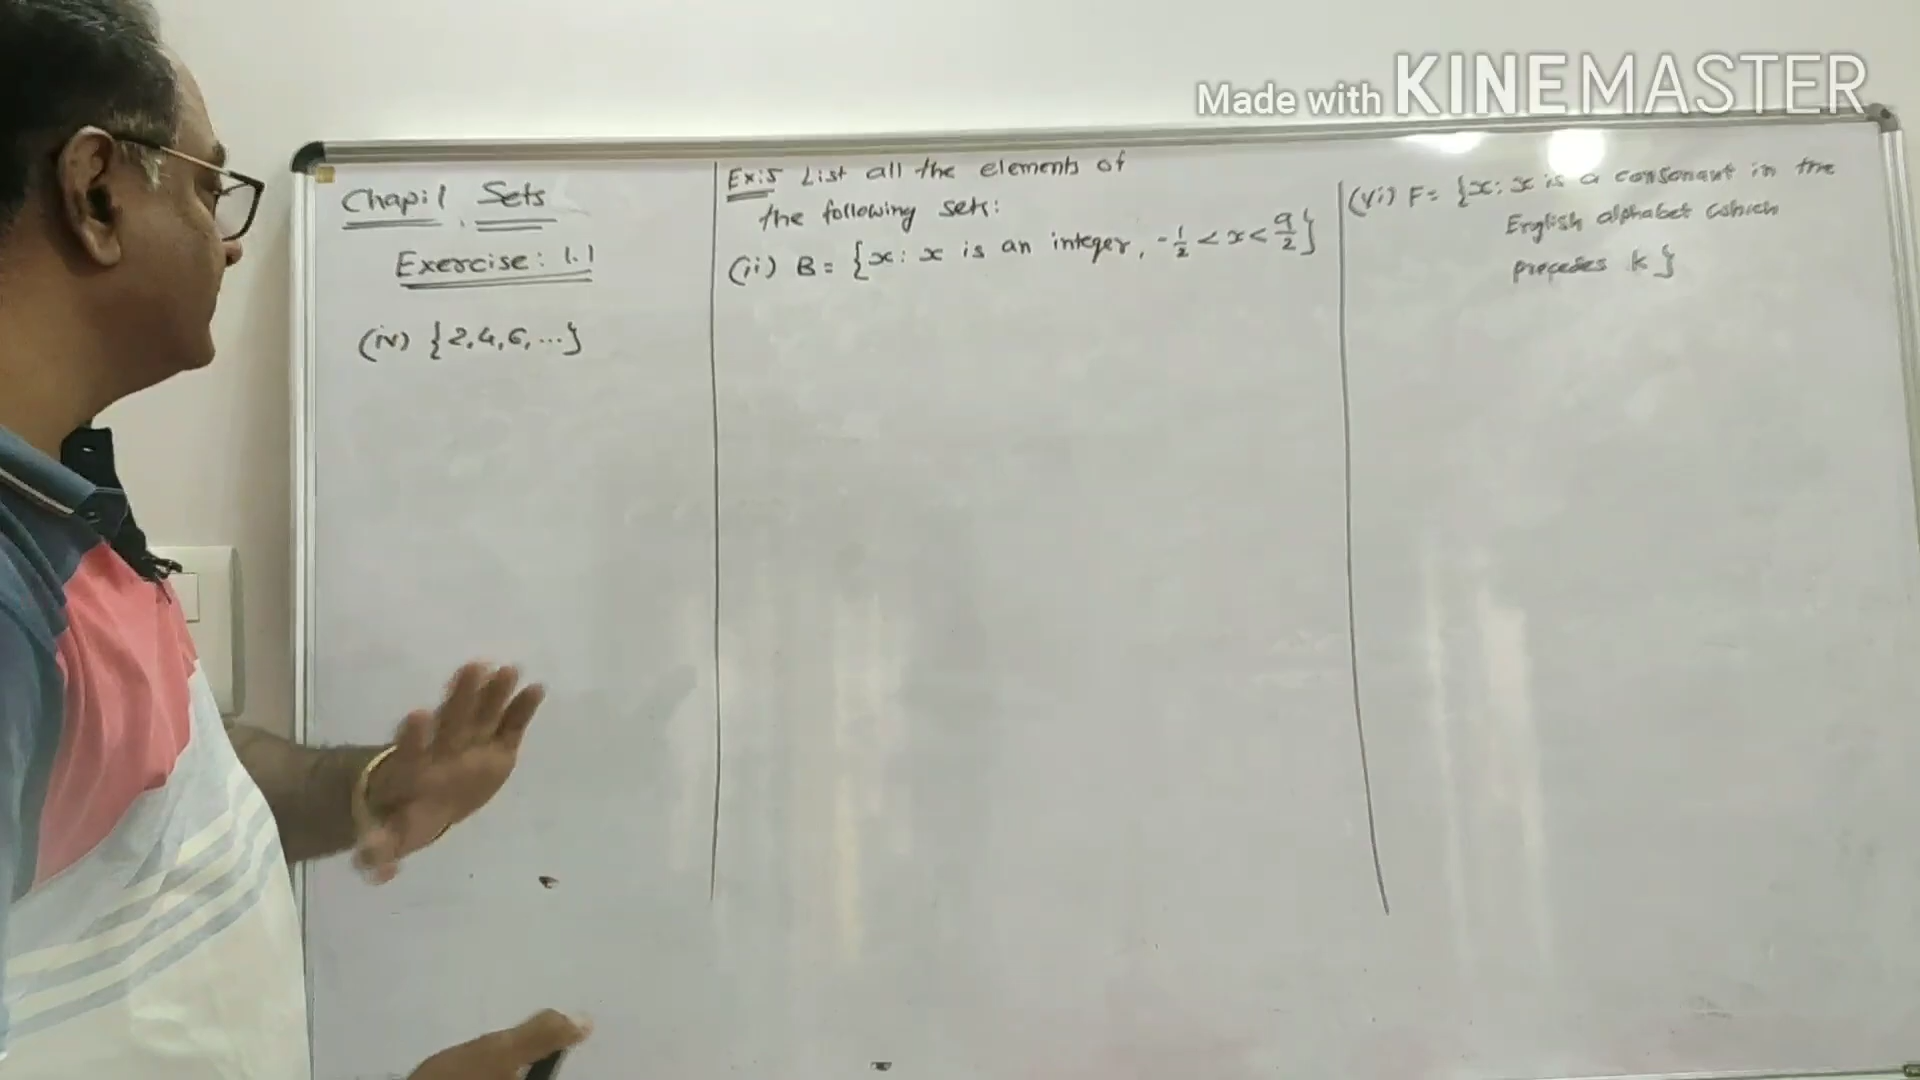 Made with KINEMASTER
Chap:1 Sets
Exercise: 1.1
(iv) {2,4,6,...}
Ex:5 List all the elements of
the following sets:
(ii) B = {x: x is an integer, -1/2 < x < 9/2}
(vi) F = {x: x is a consonant in the
English alphabet which
precedes k}